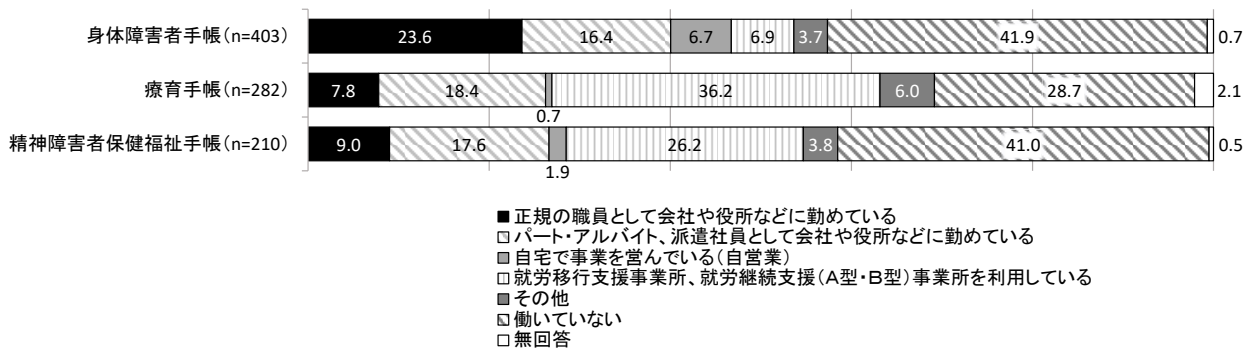 身体障害者手帳(n=403)
23.6 16.4 6.7 6.9 3.7 41.9 0.7
療育手帳(n=282)
7.8 18.4 0.7 36.2 6.0 28.7 2.1
精神障害者保健福祉手帳(n=210)
9.0 17.6 1.9 26.2 3.8 41.0 0.5
正規の職員として会社や役所などに勤めている
パート・アルバイト、派遣社員として会社や役所などに勤めている
自宅で事業を営んでいる(自営業)
就労移行支援事業所、就労継続支援(A型・B型)事業所を利用している
その他
働いていない
無回答